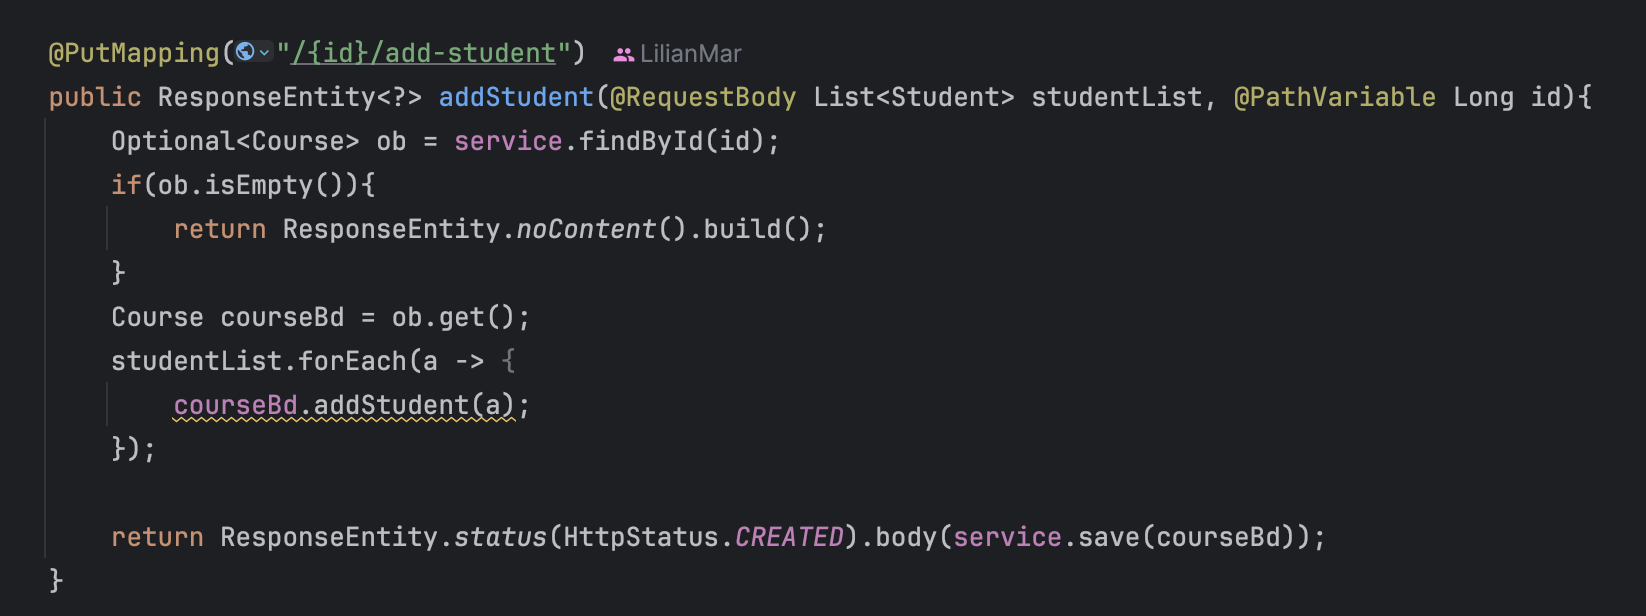 @PutMapping("/{id}/add-student") LilianMar
public ResponseEntity<?> addStudent(@RequestBody List<Student> studentList, @PathVariable Long id){
    Optional<Course> ob = service.findById(id);
    if(ob.isEmpty()){
        return ResponseEntity.noContent().build();
    }
    Course courseBd = ob.get();
    studentList.forEach(a -> {
        courseBd.addStudent(a);
    });

    return ResponseEntity.status(HttpStatus.CREATED).body(service.save(courseBd));
}